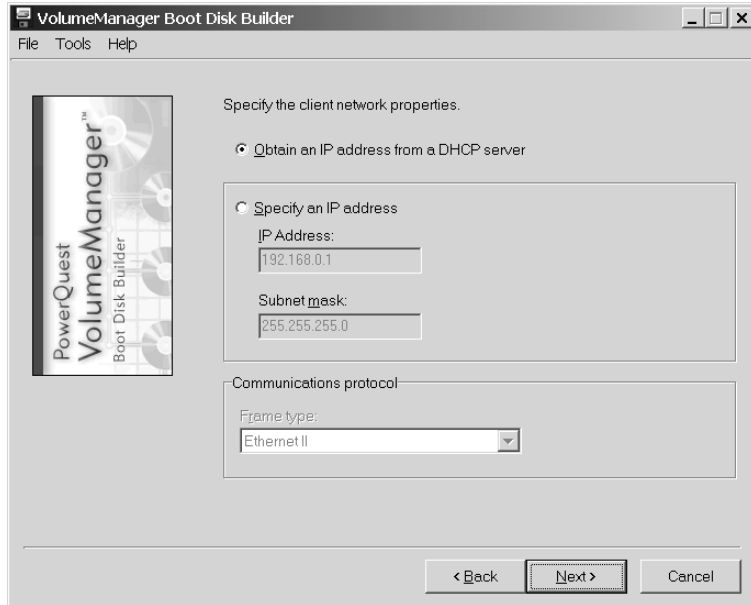 VolumeManager Boot Disk Builder
File Tools Help
PowerQuest
VolumeManager™
Boot Disk Builder
Specify the client network properties.
Obtain an IP address from a DHCP server
Specify an IP address
IP Address:
192.168.0.1
Subnet mask:
255.255.255.0
Communications protocol
Frame type:
Ethernet II
< Back Next > Cancel